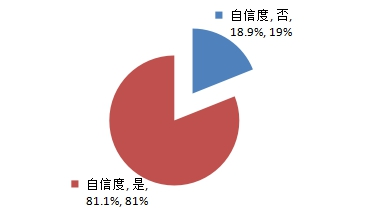 自信度, 否,
18.9%, 19%
自信度, 是,
81.1%, 81%